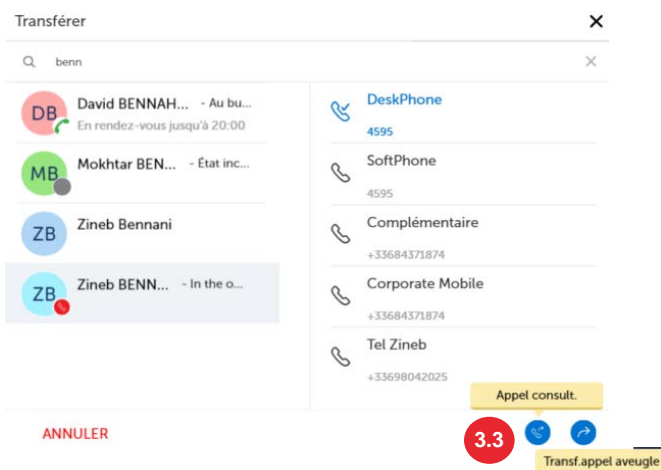 Transférer
benn
DB
David BENNAH... - Au bu...
En rendez-vous jusqu'à 20:00
MB
Mokhtar BEN... - État inc...
ZB
Zineb Bennani
ZB
Zineb BENN... - In the o...
DeskPhone
4595
SoftPhone
4595
Complémentaire
+33684371874
Corporate Mobile
+33684371874
Tel Zineb
+33698042025
Appel consult.
ANNULER
3.3
Transf.appel aveugle